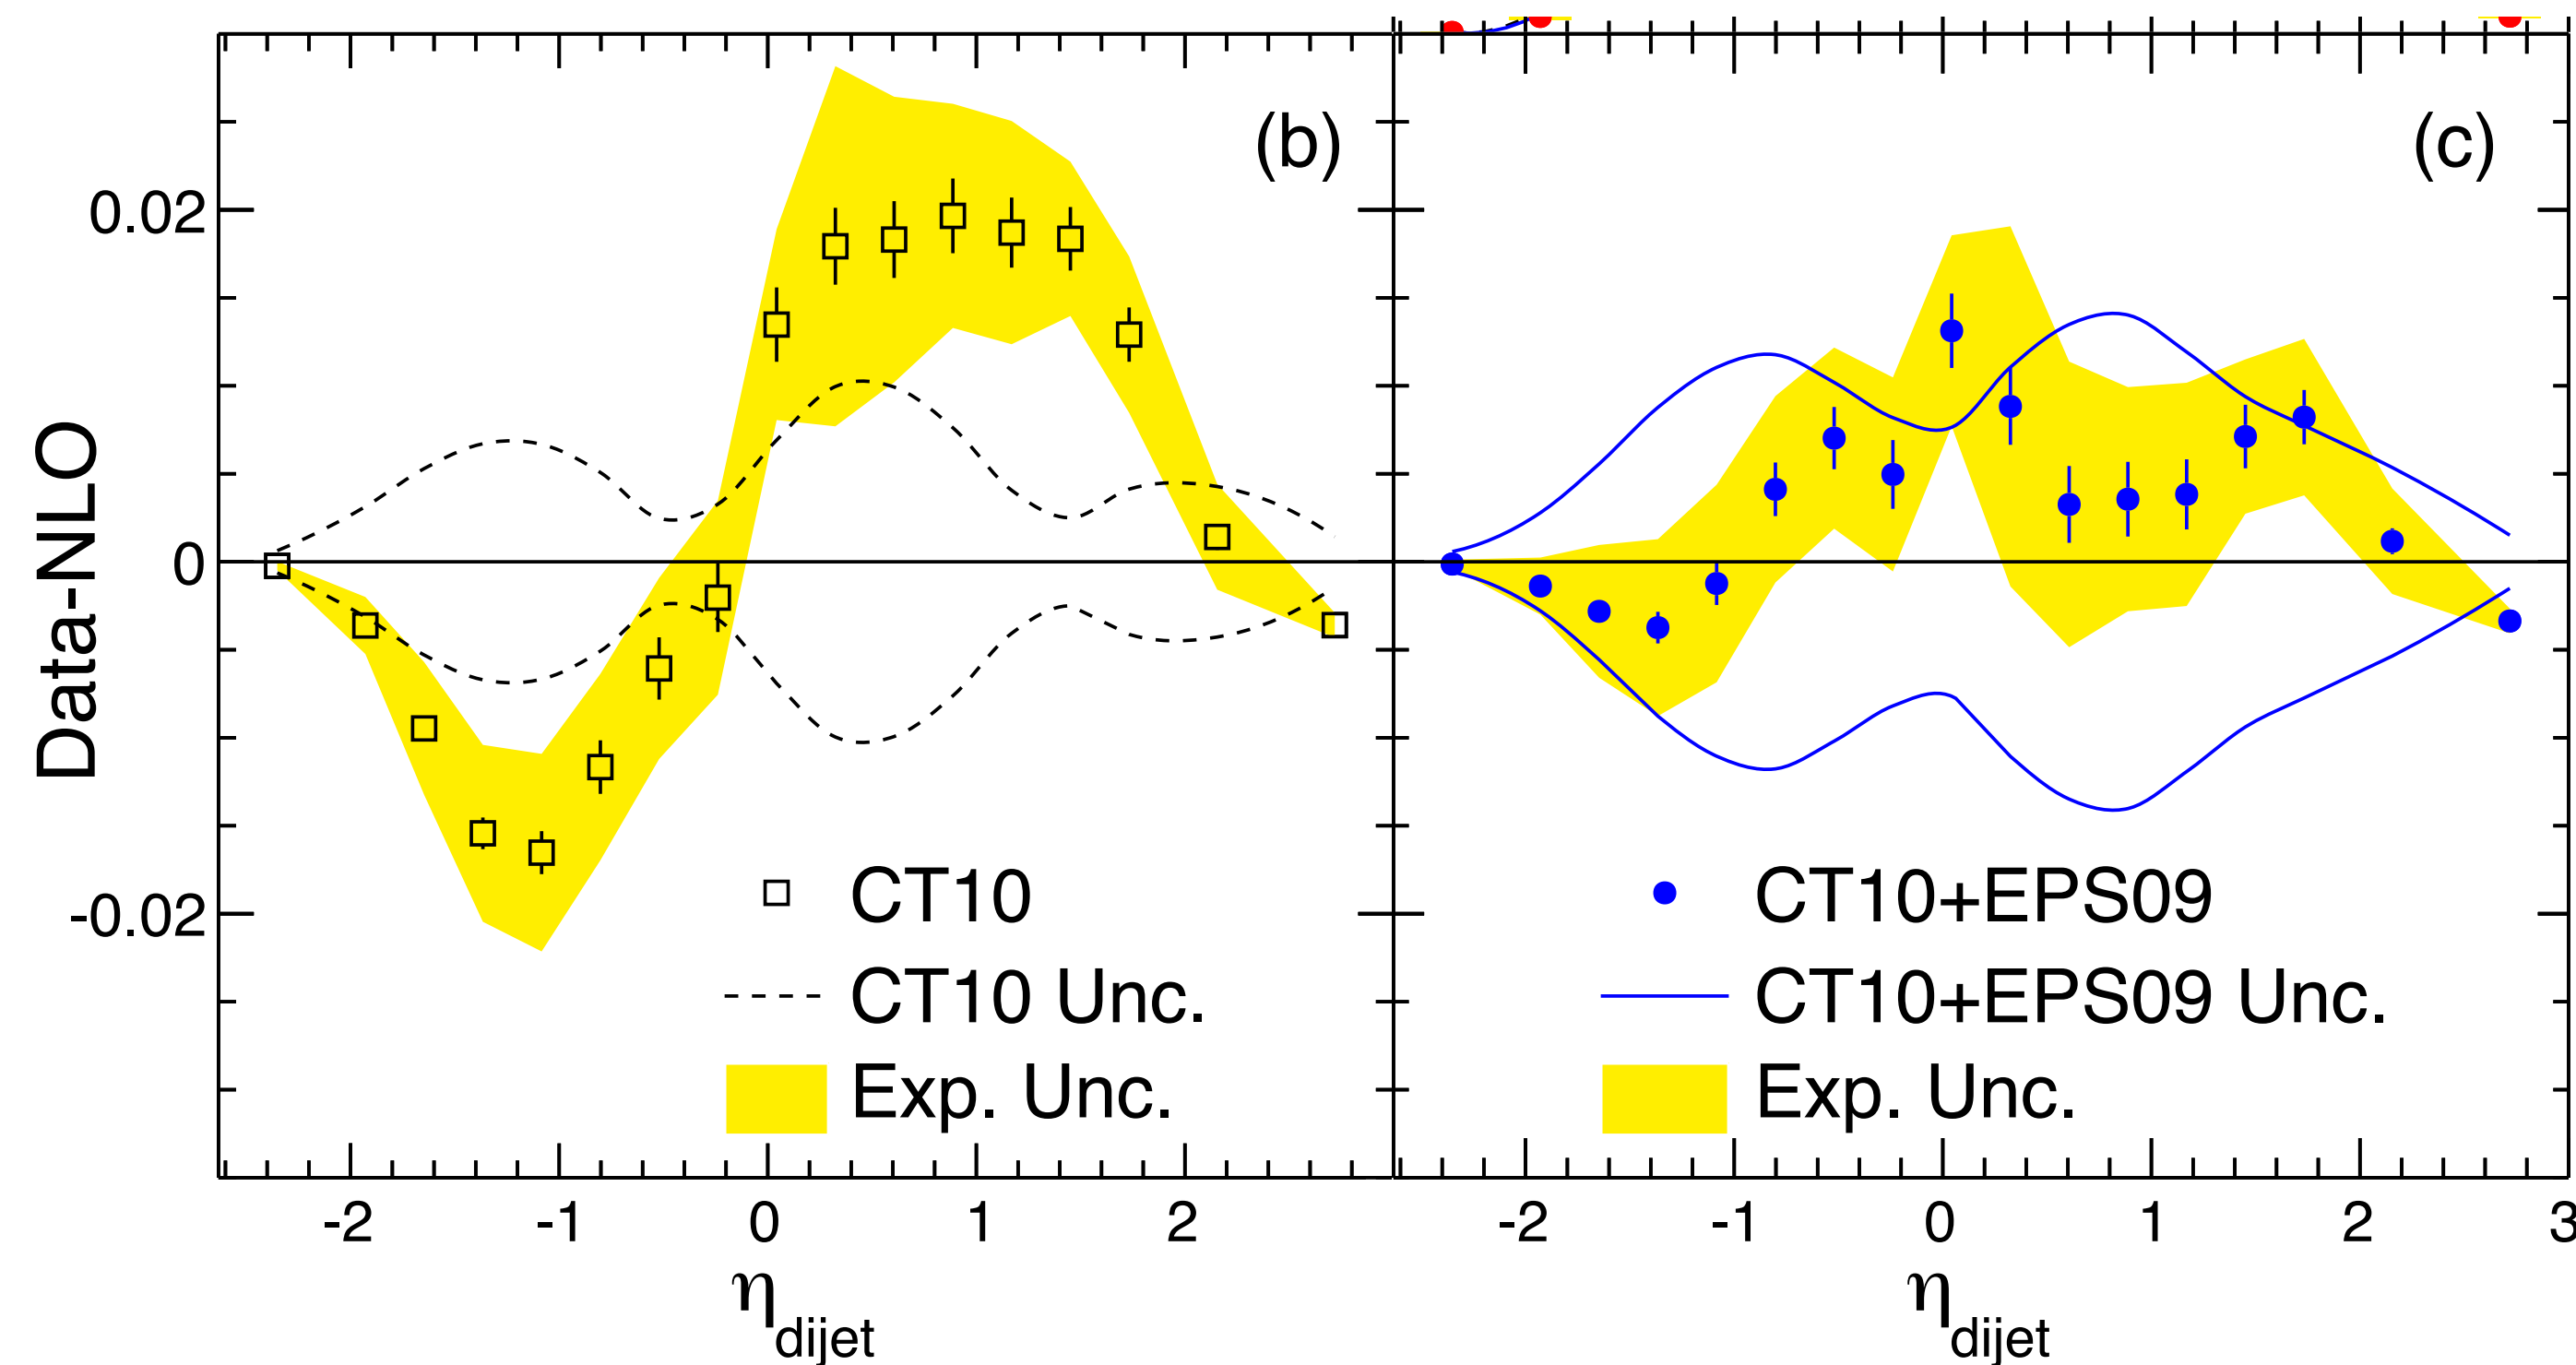 (b)
(c)
Data-NLO
0.02
0
-0.02
CT10
CT10 Unc.
Exp. Unc.
CT10+EPS09
CT10+EPS09 Unc.
Exp. Unc.
-2 -1 0 1 2
-2 -1 0 1 2 3
η dijet
η dijet